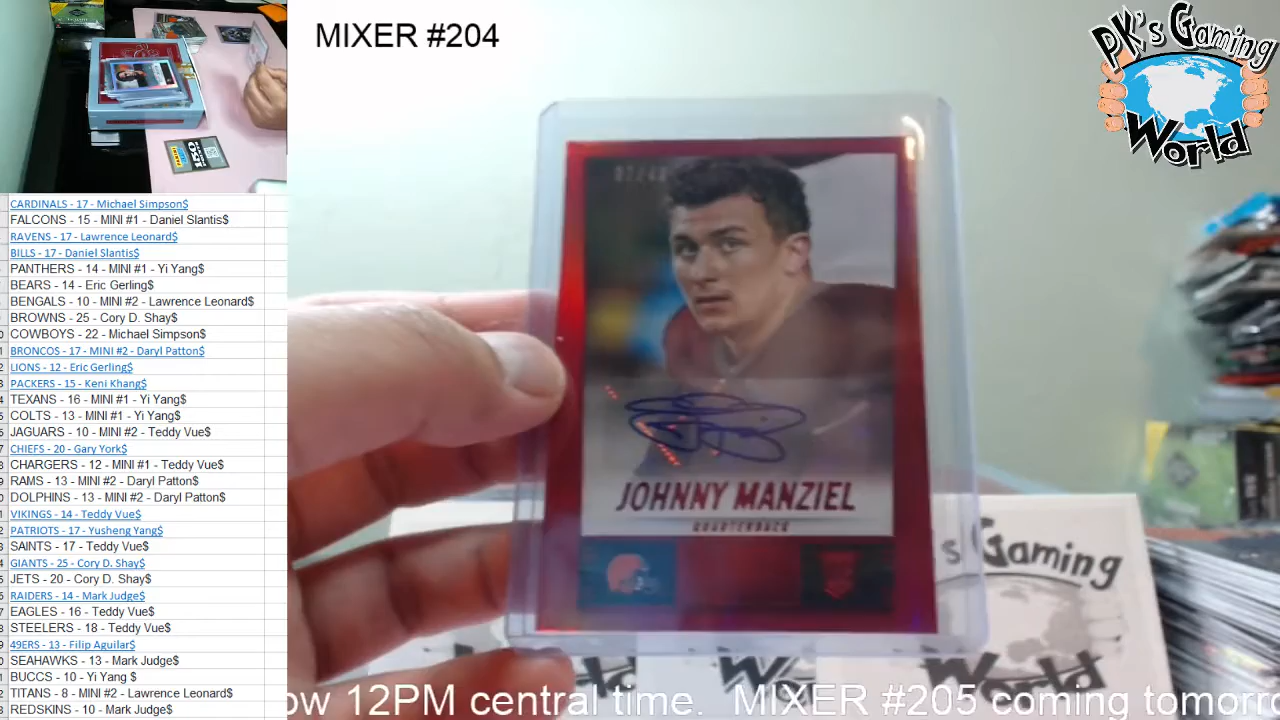 MIXER #204
PK's Gaming
World
CARDINALS - 17 - Michael Simpson$
FALCONS - 15 - MINI #1 - Daniel Slantis$
RAVENS - 17 - Lawrence Leonard$
BILLS - 17 - Daniel Slantis$
PANTHERS - 14 - MINI #1 - Yi Yang$
BEARS - 14 - Eric Gerling$
BENGALS - 10 - MINI #2 - Lawrence Leonard$
BROWNS - 25 - Cory D. Shay$
COWBOYS - 22 - Michael Simpson$
BRONCOS - 17 - MINI #2 - Daryl Patton$
LIONS - 12 - Eric Gerling$
PACKERS - 15 - Keni Khang$
TEXANS - 16 - MINI #1 - Yi Yang$
COLTS - 13 - MINI #1 - Yi Yang$
JAGUARS - 10 - MINI #2 - Teddy Vue$
CHIEFS - 20 - Gary York$
CHARGERS - 12 - MINI #1 - Teddy Vue$
RAMS - 13 - MINI #2 - Daryl Patton$
DOLPHINS - 13 - MINI #2 - Daryl Patton$
VIKINGS - 14 - Teddy Vue$
PATRIOTS - 17 - Yusheng Yang$
SAINTS - 17 - Teddy Vue$
GIANTS - 25 - Cory D. Shay$
JETS - 20 - Cory D. Shay$
RAIDERS - 14 - Mark Judge$
EAGLES - 16 - Teddy Vue$
STEELERS - 18 - Teddy Vue$
49ERS - 13 - Filip Aguilar$
SEAHAWKS - 13 - Mark Judge$
BUCCS - 10 - Yi Yang $
TITANS - 8 - MINI #2 - Lawrence Leonard$
REDSKINS - 10 - Mark Judge$
JOHNNY MANZIEL
QUARTERBACK
's Gaming
World
ow 12PM central time. MIXER #205 coming tomorro